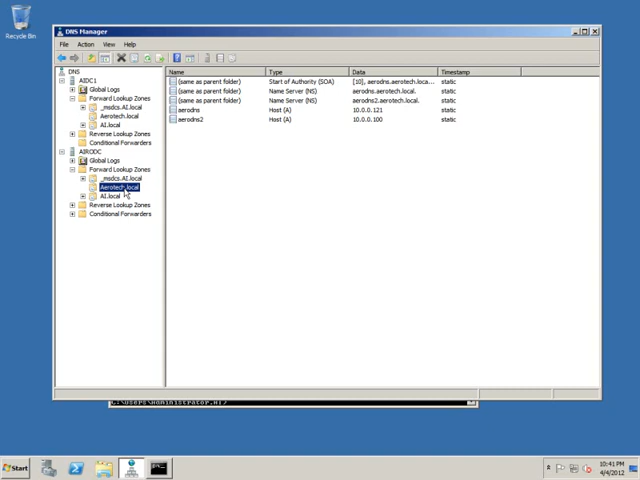 Recycle Bin
DNS Manager
File Action View Help
DNS
AIDC1
Global Logs
Forward Lookup Zones
_msdcs.AI.local
Aerotech.local
AI.local
Reverse Lookup Zones
Conditional Forwarders
AIRODC
Global Logs
Forward Lookup Zones
_msdcs.AI.local
Aerotech.local
AI.local
Reverse Lookup Zones
Conditional Forwarders
Name Type Data Timestamp
(same as parent folder) Start of Authority (SOA) [10], aerodns.aerotech.loca... static
(same as parent folder) Name Server (NS) aerodns.aerotech.local. static
(same as parent folder) Name Server (NS) aerodns2.aerotech.local. static
aerodns Host (A) 10.0.0.121 static
aerodns2 Host (A) 10.0.0.100 static
C:\Users\Administrator.AI>
Start
10:41 PM
4/4/2012